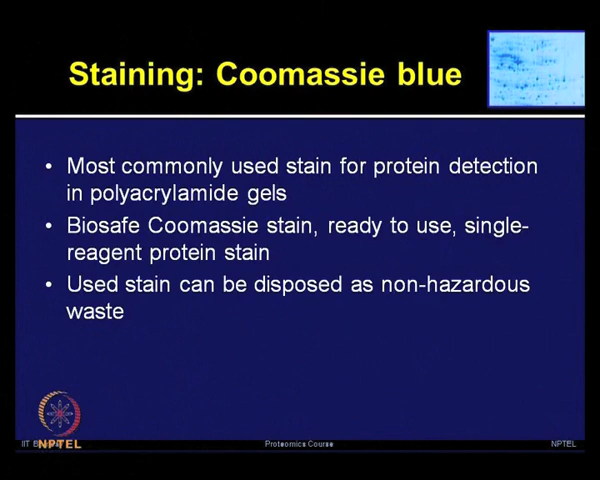 Staining: Coomassie blue
• Most commonly used stain for protein detection
in polyacrylamide gels
• Biosafe Coomassie stain, ready to use, single-
reagent protein stain
• Used stain can be disposed as non-hazardous
waste
NPTEL
IIT
Proteomics Course
NPTEL